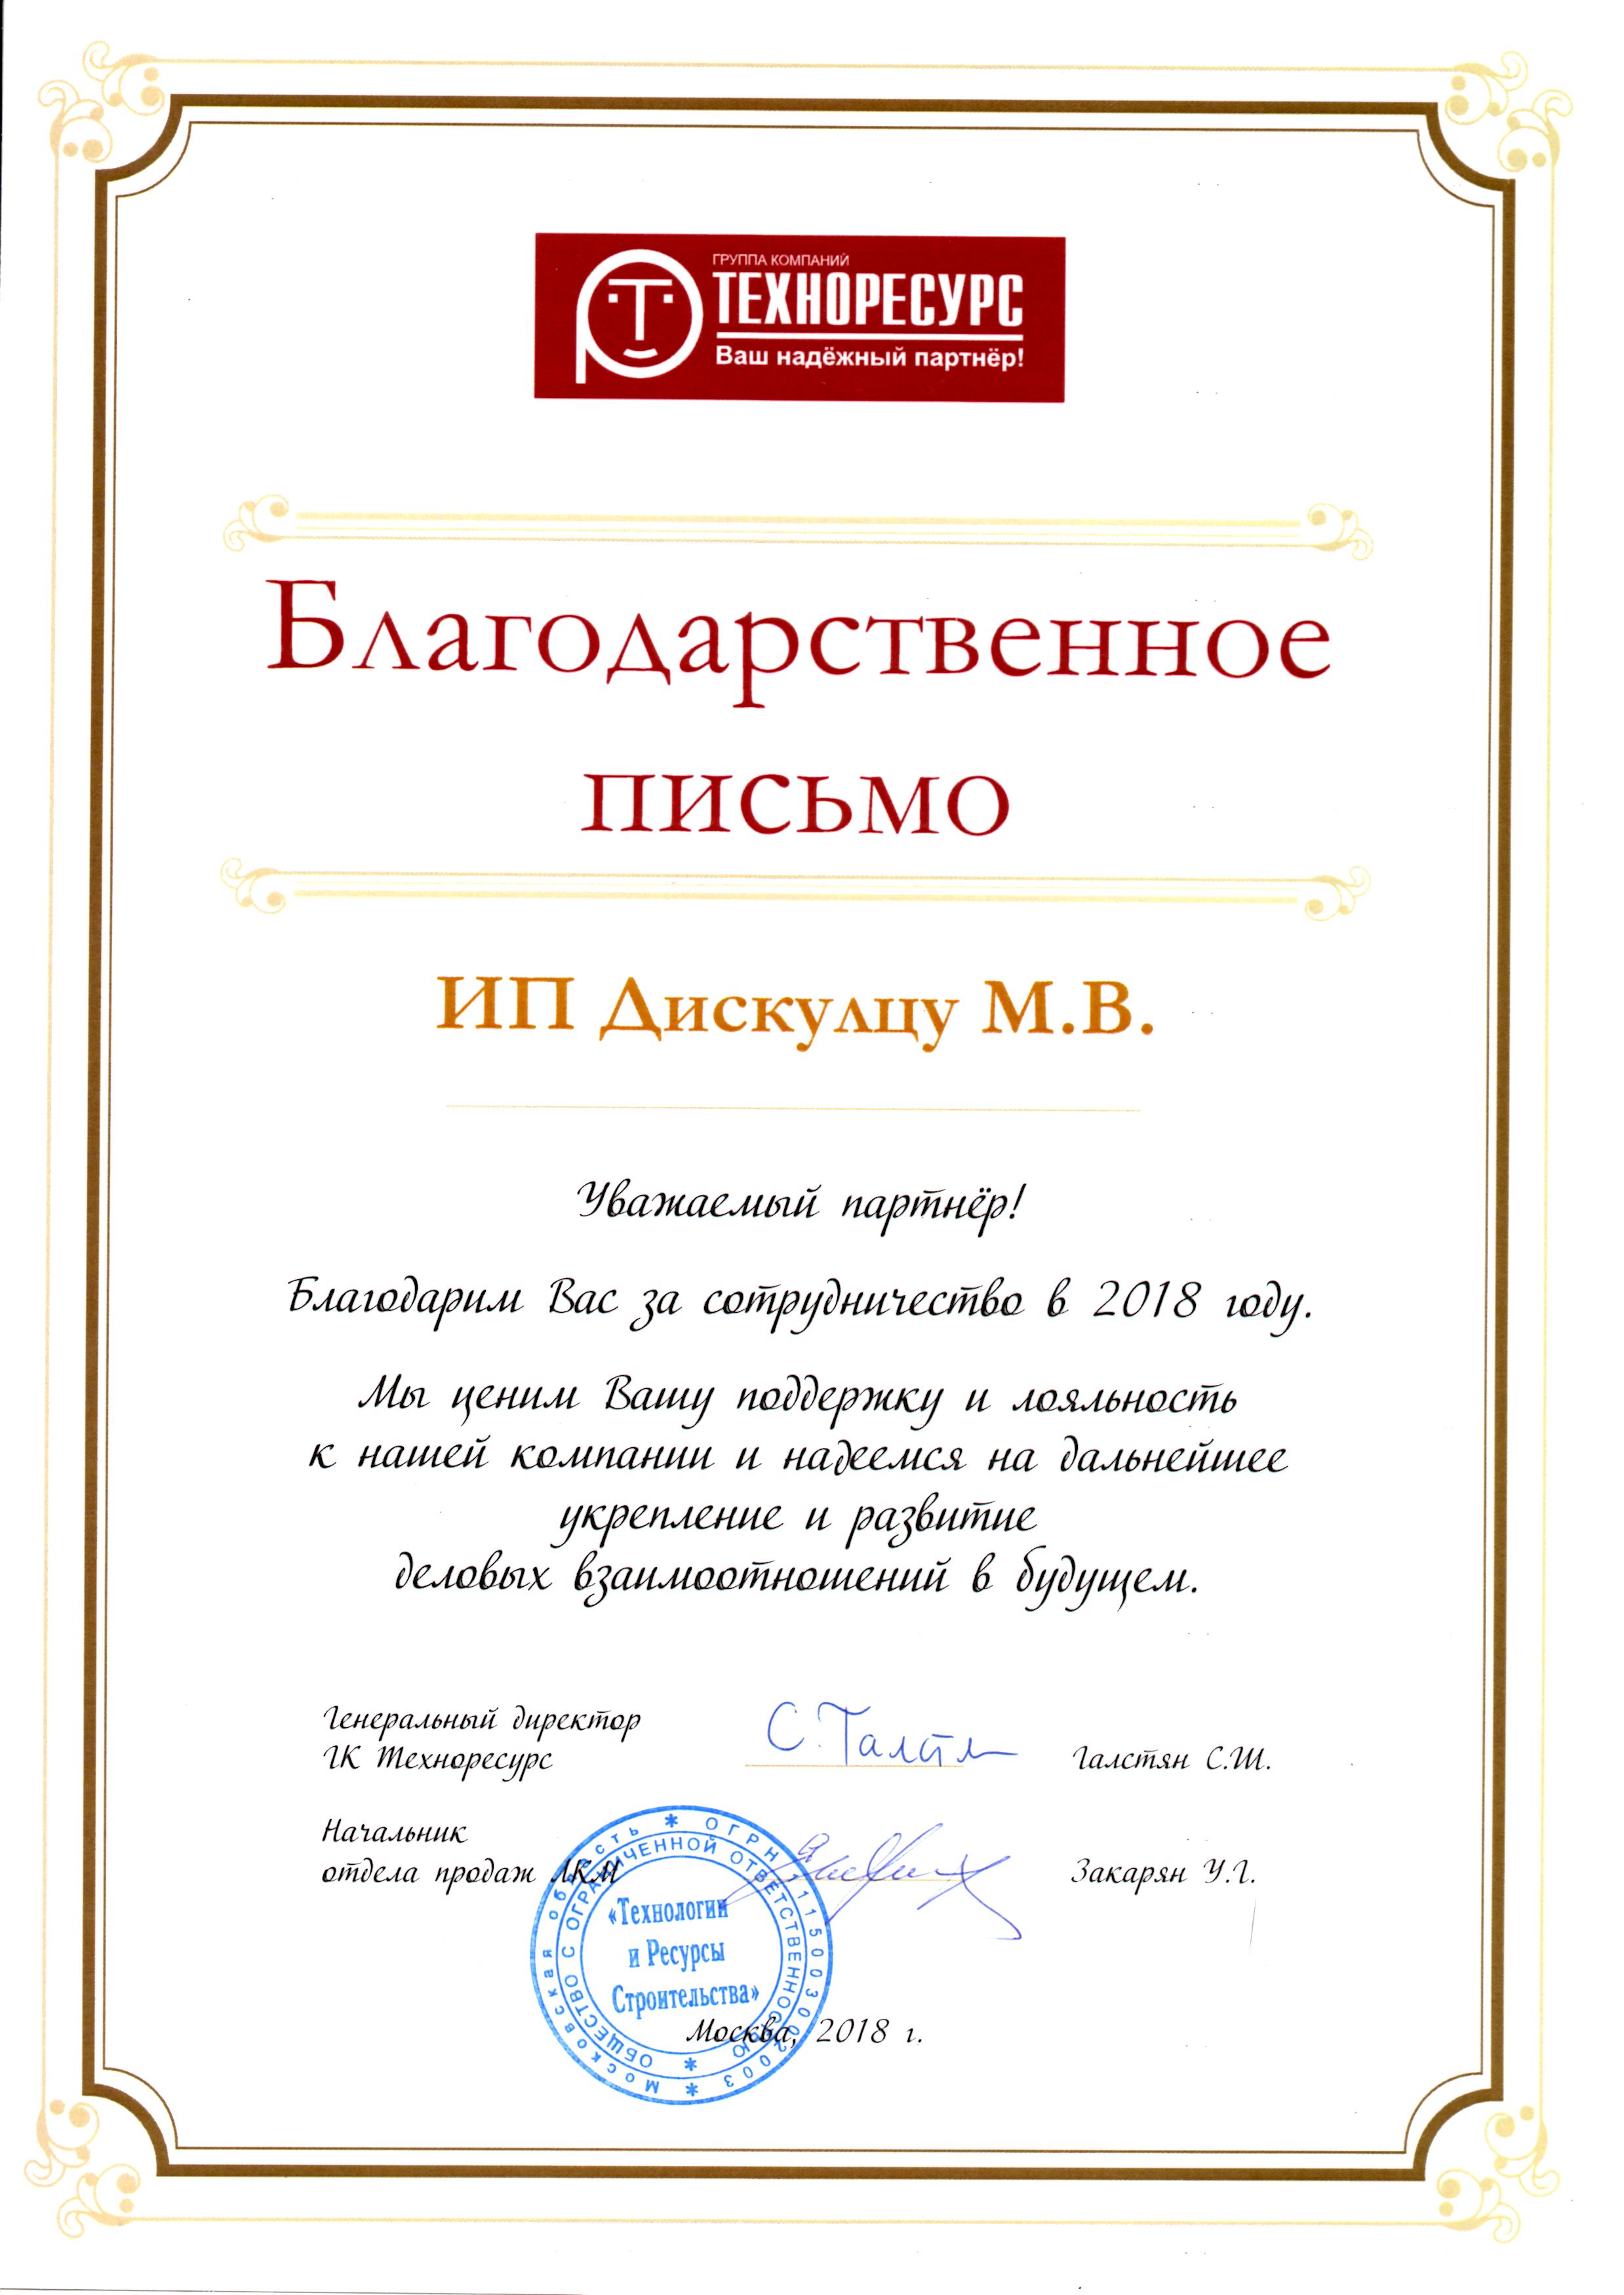 ГРУППА КОМПАНИЙ
ТЕХНОРЕСУРС
Ваш надёжный партнёр!
Благодарственное
письмо
ИП Дискулцу М.В.
Уважаемый партнёр!
Благодарим Вас за сотрудничество в 2018 году.
Мы ценим Вашу поддержку и лояльность
к нашей компании и надеемся на дальнейшее
укрепление и развитие
деловых взаимоотношений в будущем.
Генеральный директор
ГК Техноресурс
Галстян С.Ш.
Начальник
отдела продаж ЛКМ
Закарян У.Г.
Московская область * ОГРН 1150030022003 *
ОБЩЕСТВО С ОГРАНИЧЕННОЙ ОТВЕТСТВЕННОСТЬЮ *
«Технологии
и Ресурсы
Строительства»
Москва, 2018 г.